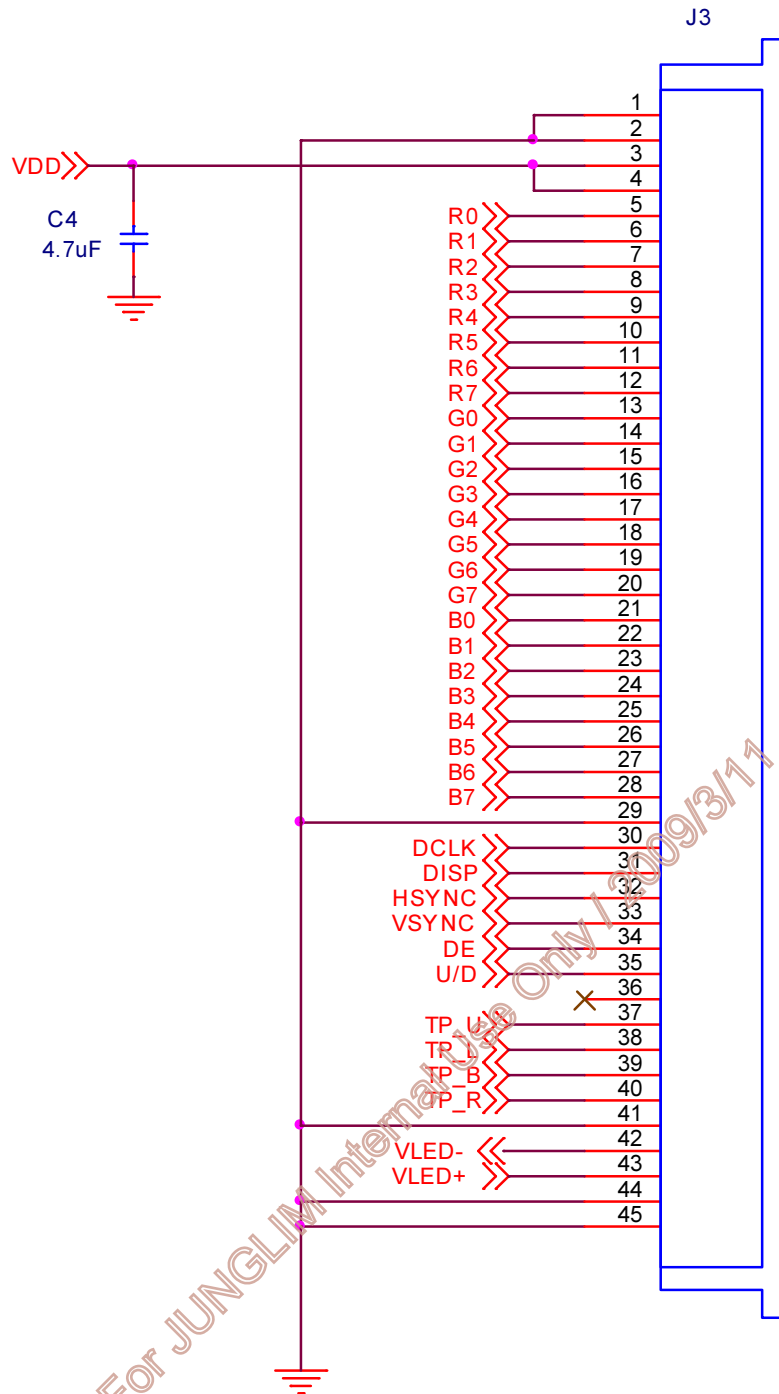 J3
1
2
VDD 3
4
C4
4.7uF
R0 5
R1 6
R2 7
R3 8
R4 9
R5 10
R6 11
R7 12
G0 13
G1 14
G2 15
G3 16
G4 17
G5 18
G6 19
G7 20
B0 21
B1 22
B2 23
B3 24
B4 25
B5 26
B6 27
B7 28
29
DCLK 30
DISP 31
HSYNC 32
VSYNC 33
DE 34
U/D 35
36
TP_U 37
TP_L 38
TP_B 39
TP_R 40
41
VLED- 42
VLED+ 43
44
45
For JUNGLIM Internal Use Only / 2009/3/11